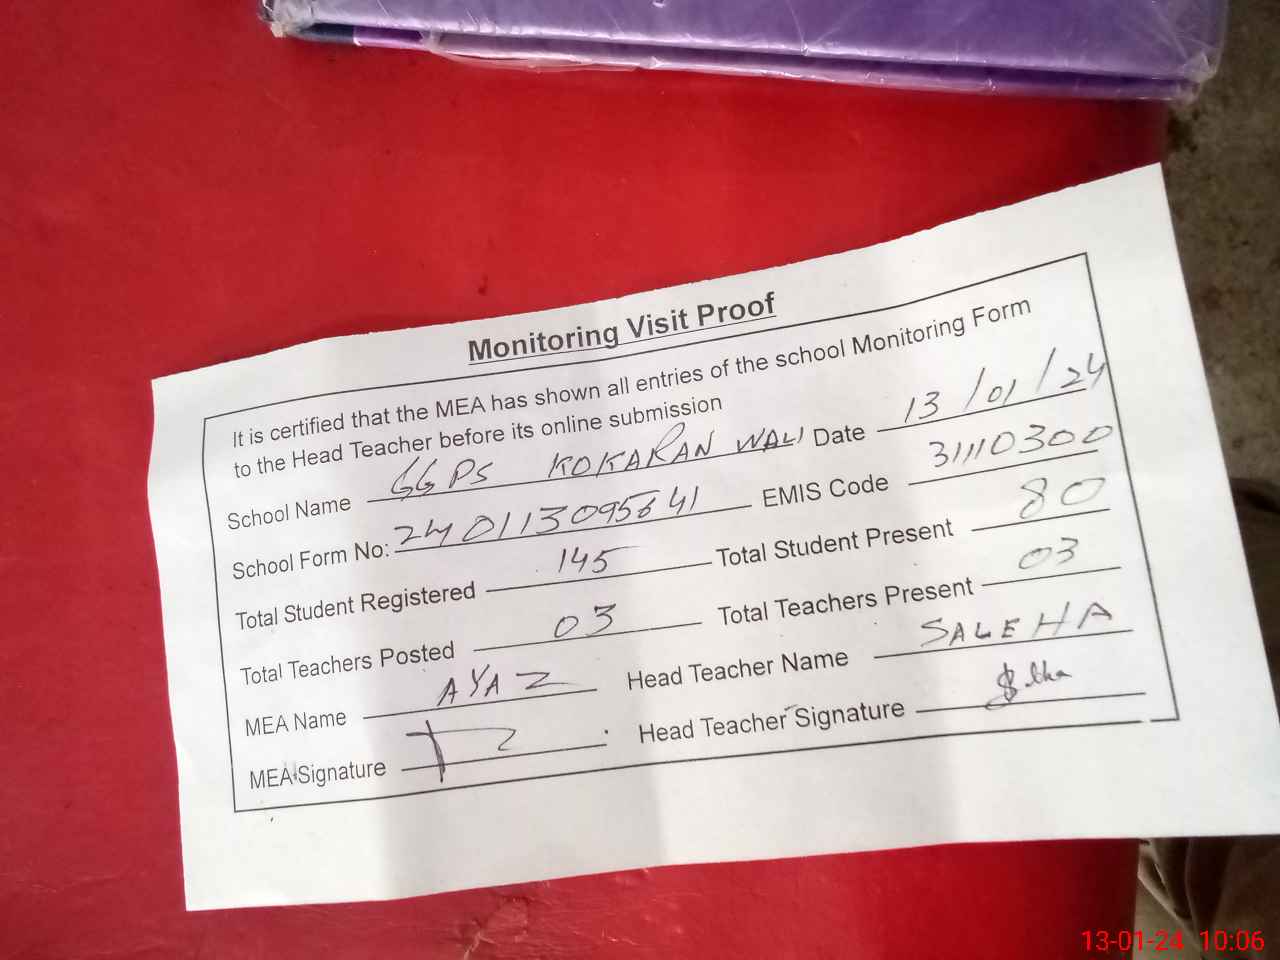 Monitoring Visit Proof
It is certified that the MEA has shown all entries of the school Monitoring Form
to the Head Teacher before its online submission
School Name GGPS KOKARAN WALI Date 13/01/24
School Form No: 240113095641 EMIS Code 31110300
Total Student Registered 145 Total Student Present 80
Total Teachers Posted 03 Total Teachers Present 03
MEA Name AYAZ Head Teacher Name SALEHA
MEA Signature Head Teacher Signature
13-01-24 10:06